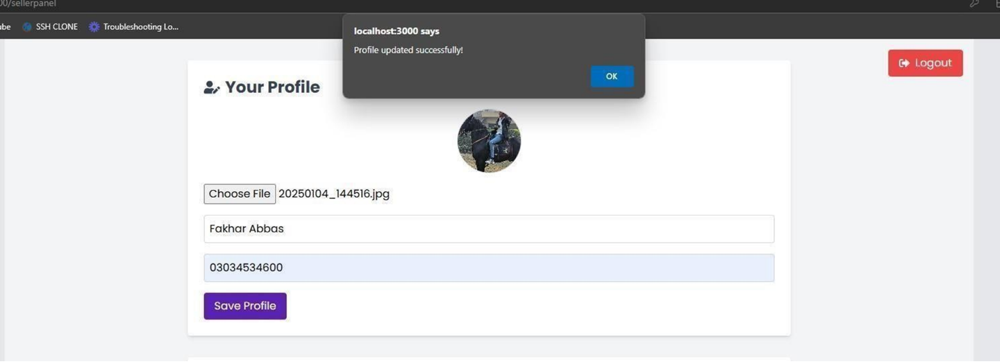 00/sellerpanel
ube SSH CLONE Troubleshooting Lo...
localhost:3000 says
Profile updated successfully!
OK
Logout
Your Profile
Choose File 20250104_144516.jpg
Fakhar Abbas
03034534600
Save Profile